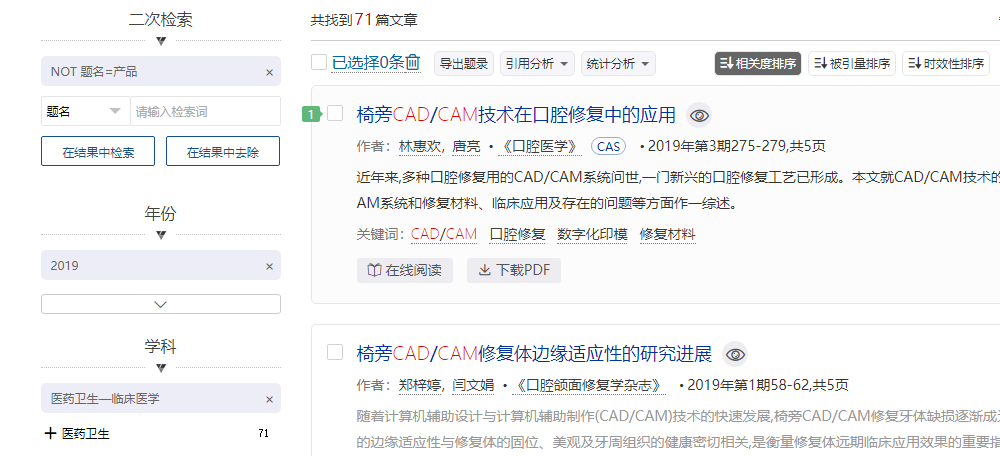 二次检索
NOT 题名=产品 ×
题名 请输入检索词
在结果中检索 在结果中去除
年份
2019 ×
学科
医药卫生—临床医学 ×
医药卫生 71
共找到71篇文章
已选择0条 导出题录 引用分析 统计分析 相关度排序 被引量排序 时效性排序
1 椅旁CAD/CAM技术在口腔修复中的应用
作者：林惠欢，唐亮 •《口腔医学》 CAS •2019年第3期275-279,共5页
近年来,多种口腔修复用的CAD/CAM系统问世,一门新兴的口腔修复工艺已形成。本文就CAD/CAM技术的
AM系统和修复材料、临床应用及存在的问题等方面作一综述。
关键词：CAD/CAM 口腔修复 数字化印模 修复材料
在线阅读 下载PDF
椅旁CAD/CAM修复体边缘适应性的研究进展
作者：郑梓婷，闫文娟 •《口腔颌面修复学杂志》 •2019年第1期58-62,共5页
随着计算机辅助设计与计算机辅助制作(CAD/CAM)技术的快速发展,椅旁CAD/CAM修复牙体缺损逐渐成
的边缘适应性与修复体的固位、美观及牙周组织的健康密切相关,是衡量修复体远期临床应用效果的重要指